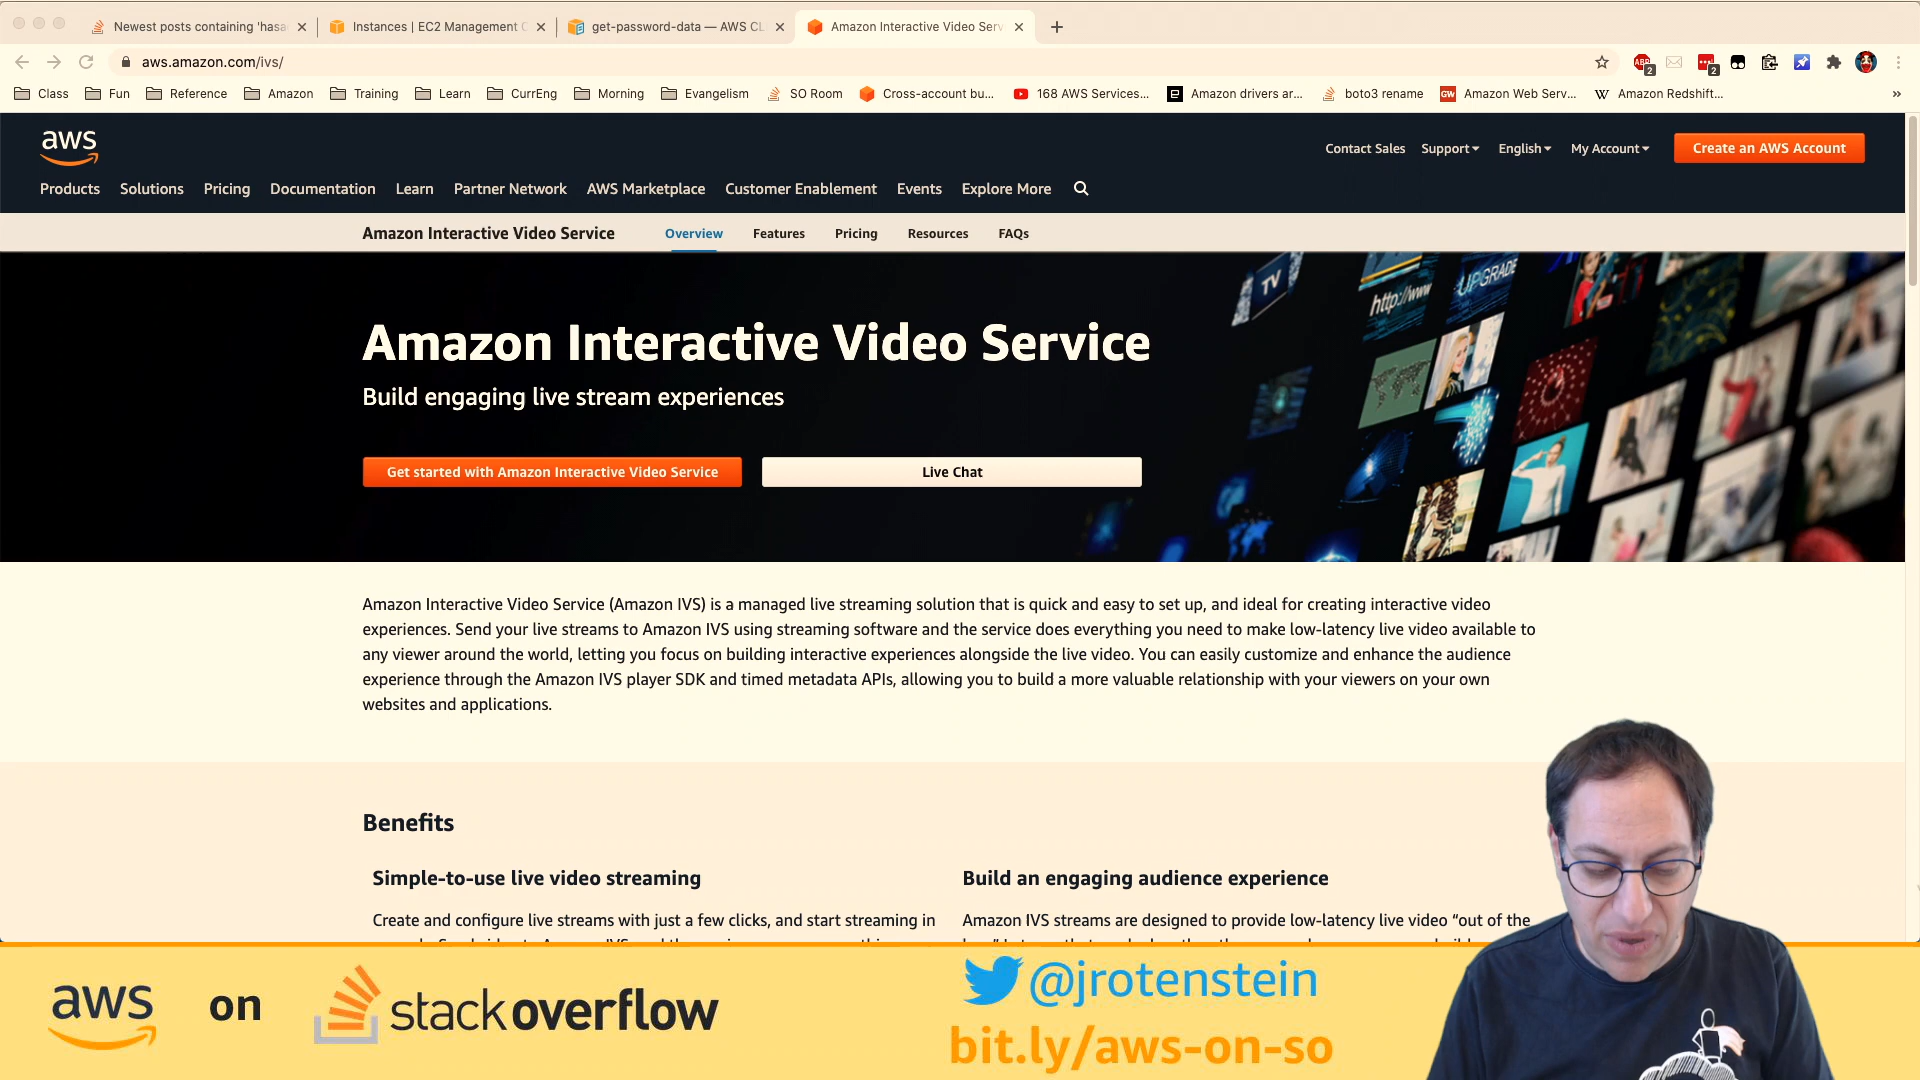 Newest posts containing 'hasa
Instances | EC2 Management C
get-password-data — AWS CL
Amazon Interactive Video Serv
aws.amazon.com/ivs/
ABP
2
2
Class
Fun
Reference
Amazon
Training
Learn
CurrEng
Morning
Evangelism
SO Room
Cross-account bu...
168 AWS Services...
Amazon drivers ar...
boto3 rename
GW
Amazon Web Serv...
W
Amazon Redshift...
»
aws
Contact Sales
Support
English
My Account
Create an AWS Account
Products
Solutions
Pricing
Documentation
Learn
Partner Network
AWS Marketplace
Customer Enablement
Events
Explore More
Amazon Interactive Video Service
Overview
Features
Pricing
Resources
FAQs
TV
http://www
UPGRADE
Amazon Interactive Video Service
Build engaging live stream experiences
Get started with Amazon Interactive Video Service
Live Chat
Amazon Interactive Video Service (Amazon IVS) is a managed live streaming solution that is quick and easy to set up, and ideal for creating interactive video
experiences. Send your live streams to Amazon IVS using streaming software and the service does everything you need to make low-latency live video available to
any viewer around the world, letting you focus on building interactive experiences alongside the live video. You can easily customize and enhance the audience
experience through the Amazon IVS player SDK and timed metadata APIs, allowing you to build a more valuable relationship with your viewers on your own
websites and applications.
Benefits
Simple-to-use live video streaming
Build an engaging audience experience
Create and configure live streams with just a few clicks, and start streaming in
Amazon IVS streams are designed to provide low-latency live video “out of the
aws
on
stackoverflow
@jrotenstein
bit.ly/aws-on-so